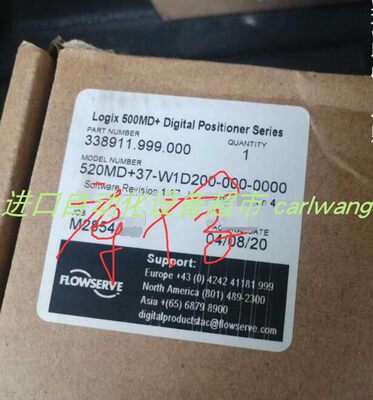 Logix 500MD+ Digital Positioner Series
PART NUMBER QUANTITY
338911.999.000 1
MODEL NUMBER
520MD+37-W1D200-000-0000
Software Revision
进口自动化设备超市 carlwang
JOB DATE
M2854 04/08/20
Support:
Europe +43 (0) 4242 41181 999
North America (801) 489-2300
Asia +(65) 6879 8900
digitalproductstac@flowserve.com
FLOWSERVE